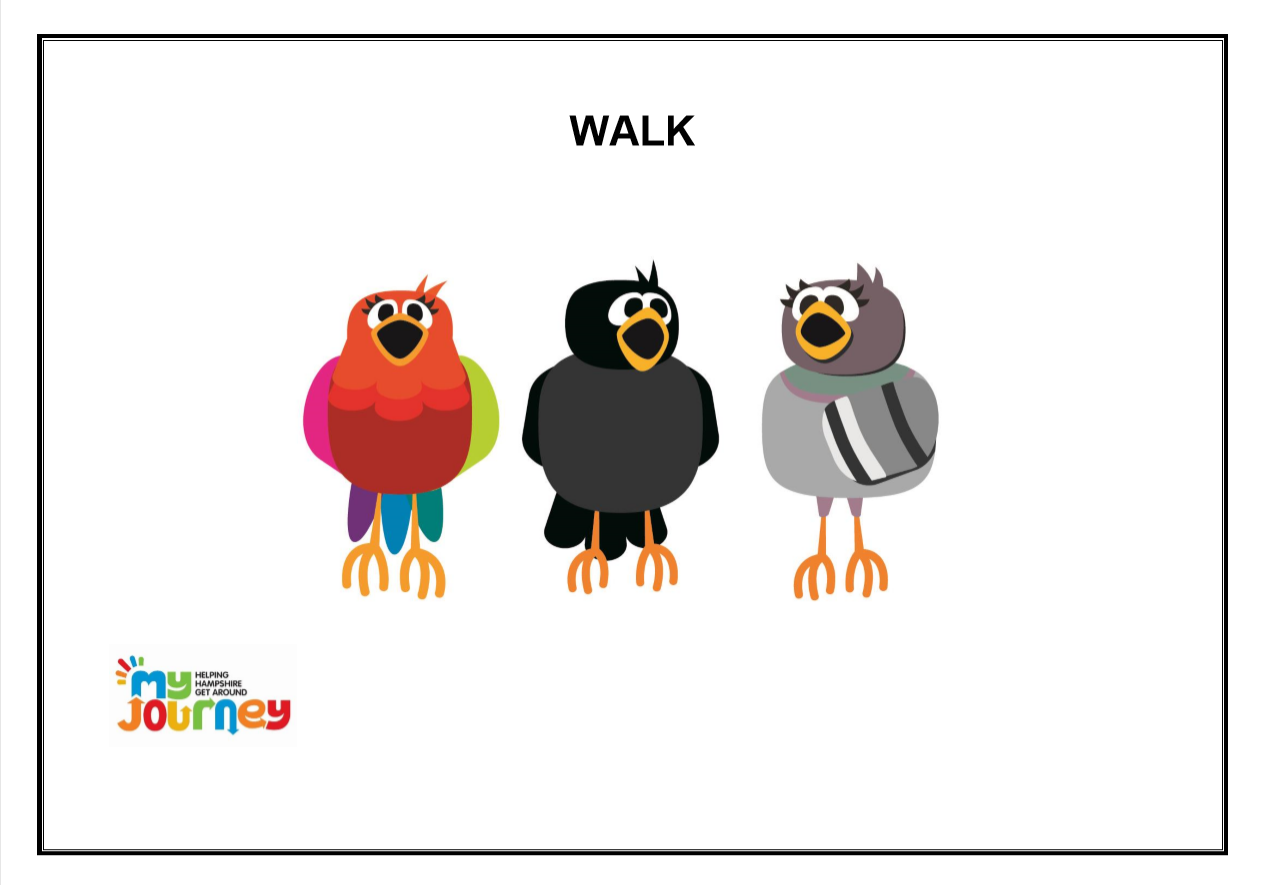 WALK
my
HELPING
HAMPSHIRE
GET AROUND
JOURNEY